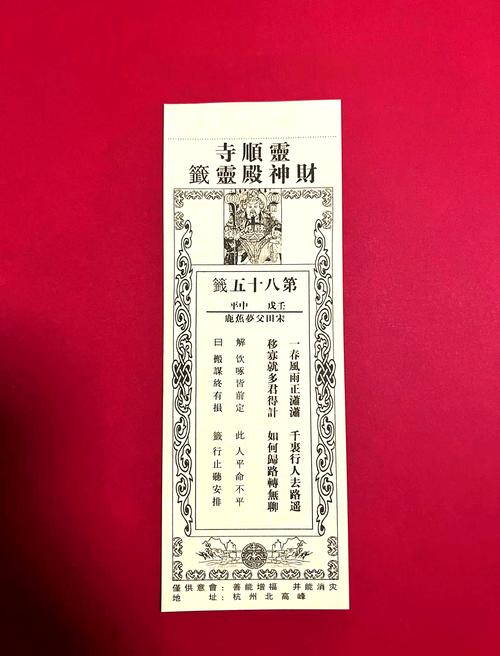 靈順寺
財神殿靈籤
第八十五籤
壬戌 中平
宋田父夢蕉鹿
一春風雨正瀟瀟 千裏行人去路遥
移寡就多君得計 如何歸路轉無聊
解 饮啄皆前定 此 人平命不平
曰 搬謀終有損 籤 行止聽安排
僅供意會：善能增福 并能消灾
地址：杭州北高峰